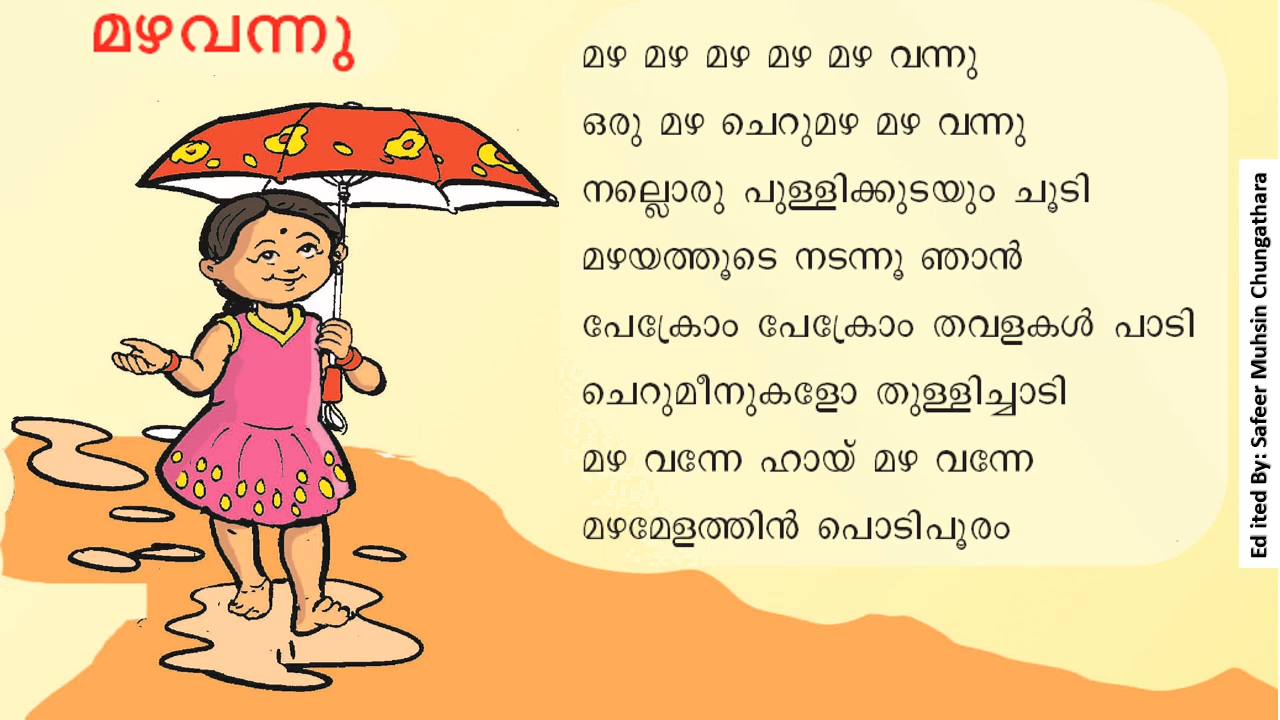 മഴവന്നു
മഴ മഴ മഴ മഴ മഴ വന്നു
ഒരു മഴ ചെറുമഴ മഴ വന്നു
നല്ലൊരു പുള്ളിക്കുടയും ചൂടി
മഴയത്തൂടെ നടന്നൂ ഞാൻ
പേക്രോം പേക്രോം തവളകൾ പാടി
ചെറുമീനുകളോ തുള്ളിച്ചാടി
മഴ വന്നേ ഹായ് മഴ വന്നേ
മഴമേളത്തിൻ പൊടിപൂരം
Ed ited By: Safeer Muhsin Chungathara